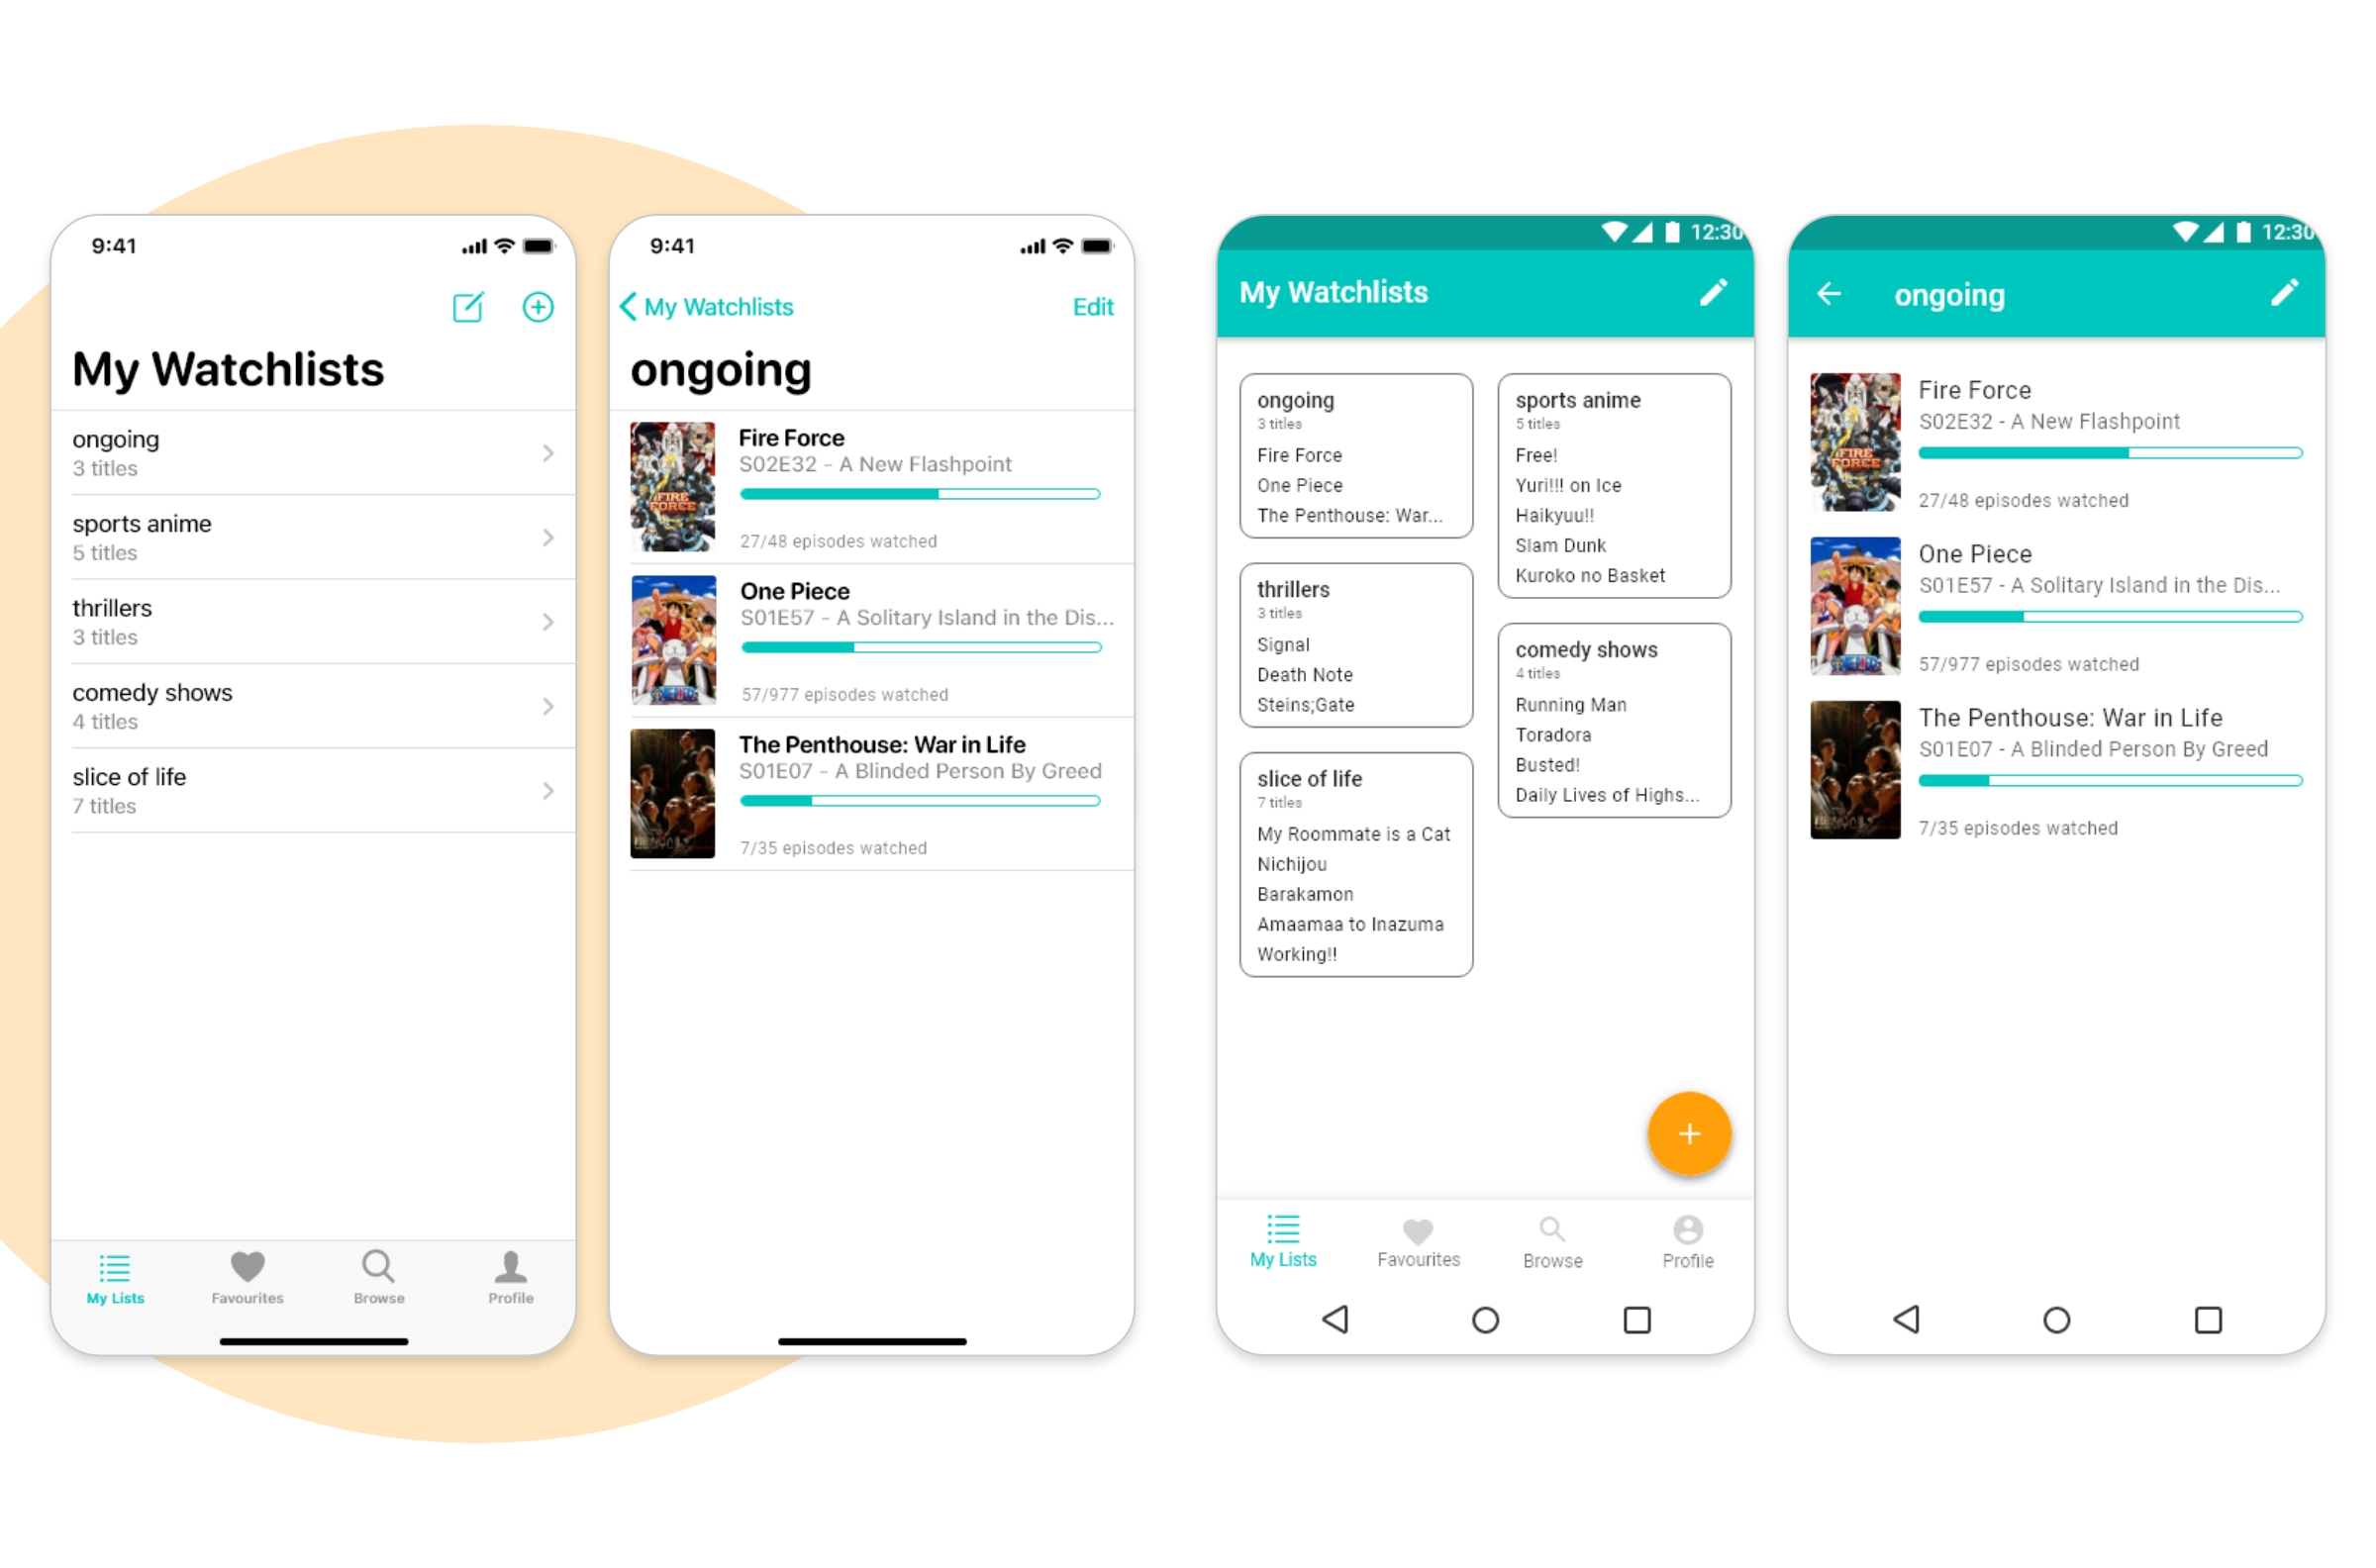 9:41
My Watchlists
ongoing
3 titles
sports anime
5 titles
thrillers
3 titles
comedy shows
4 titles
slice of life
7 titles
My Lists
Favourites
Browse
Profile
9:41
My Watchlists
Edit
ongoing
FIRE
FORCE
Fire Force
S02E32 - A New Flashpoint
27/48 episodes watched
One Piece
S01E57 - A Solitary Island in the Dis...
57/977 episodes watched
The Penthouse: War in Life
S01E07 - A Blinded Person By Greed
7/35 episodes watched
12:30
My Watchlists
ongoing
3 titles
Fire Force
One Piece
The Penthouse: War...
thrillers
3 titles
Signal
Death Note
Steins;Gate
slice of life
7 titles
My Roommate is a Cat
Nichijou
Barakamon
Amaamaa to Inazuma
Working!!
sports anime
5 titles
Free!
Yuri!!! on Ice
Haikyuu!!
Slam Dunk
Kuroko no Basket
comedy shows
4 titles
Running Man
Toradora
Busted!
Daily Lives of Highs...
My Lists
Favourites
Browse
Profile
12:30
ongoing
FIRE
FORCE
Fire Force
S02E32 - A New Flashpoint
27/48 episodes watched
One Piece
S01E57 - A Solitary Island in the Dis...
57/977 episodes watched
The Penthouse: War in Life
S01E07 - A Blinded Person By Greed
7/35 episodes watched